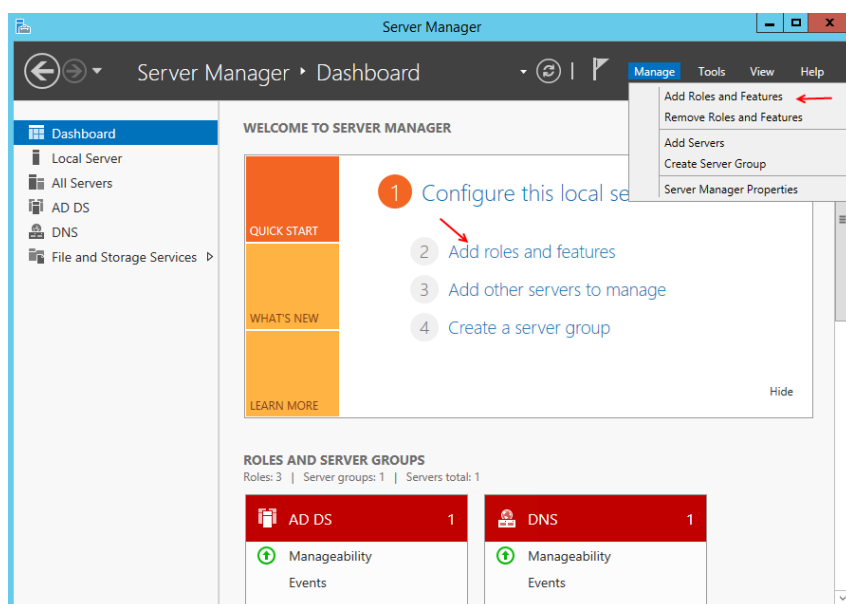 Server Manager
Server Manager • Dashboard
Manage Tools View Help
Add Roles and Features
Remove Roles and Features
Add Servers
Create Server Group
Server Manager Properties
Dashboard
Local Server
All Servers
AD DS
DNS
File and Storage Services
WELCOME TO SERVER MANAGER
QUICK START
WHAT'S NEW
LEARN MORE
1 Configure this local se
2 Add roles and features
3 Add other servers to manage
4 Create a server group
Hide
ROLES AND SERVER GROUPS
Roles: 3 | Server groups: 1 | Servers total: 1
AD DS 1
Manageability
Events
DNS 1
Manageability
Events